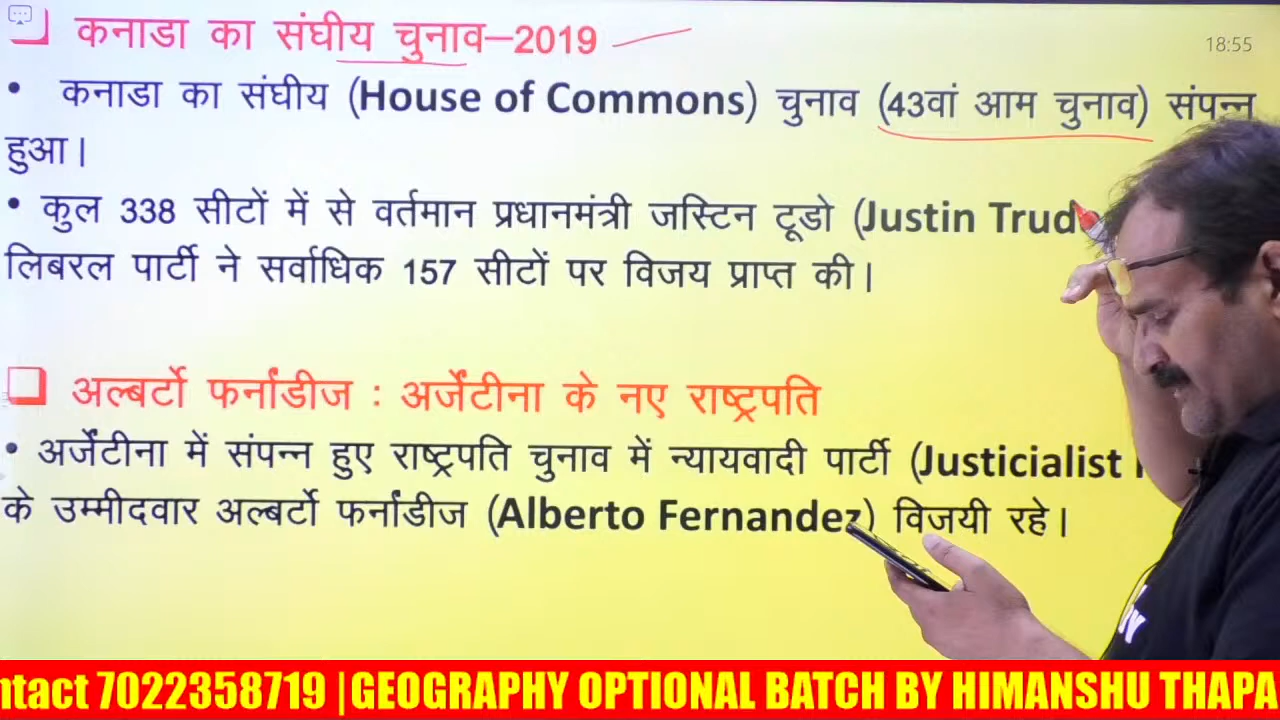 कनाडा का संघीय चुनाव–2019
18:55
• कनाडा का संघीय (House of Commons) चुनाव (43वां आम चुनाव) संपन्न
हुआ।
• कुल 338 सीटों में से वर्तमान प्रधानमंत्री जस्टिन ट्रूडो (Justin
लिबरल पार्टी ने सर्वाधिक 157 सीटों पर विजय प्राप्त की।
अल्बर्टो फर्नांडीज : अर्जेंटीना के नए राष्ट्रपति
• अर्जेंटीना में संपन्न हुए राष्ट्रपति चुनाव में न्यायवादी पार्टी (Justicialist
के उम्मीदवार अल्बर्टो फर्नांडीज (Alberto Fernandez) विजयी रहे।
7022358719 |GEOGRAPHY OPTIONAL BATCH BY HIMANSHU THAPA